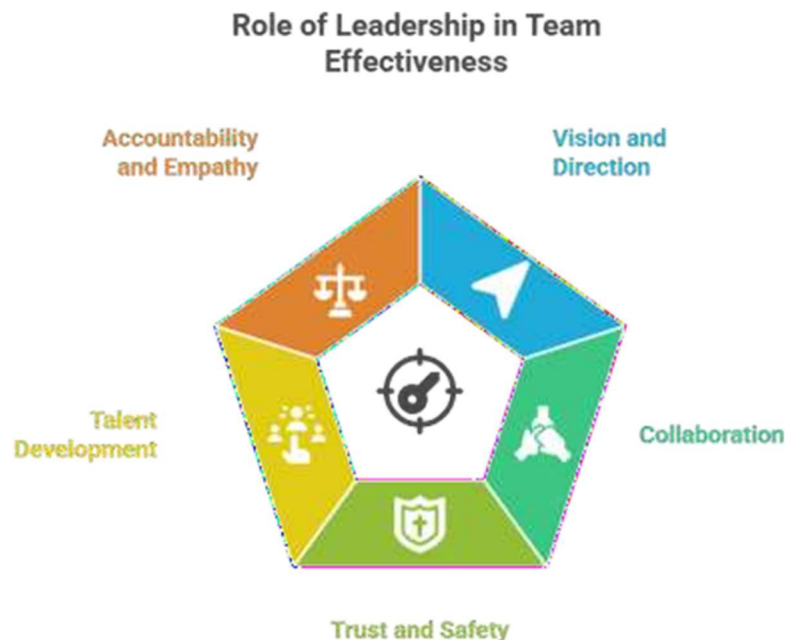 Role of Leadership in Team
Effectiveness
Accountability
and Empathy
Vision and
Direction
Talent
Development
Collaboration
Trust and Safety